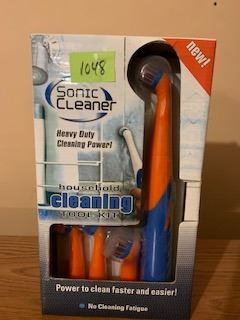 1048
new!
Sonic
Cleaner
Heavy Duty
Cleaning Power!
household
cleaning
TOOL KIT
Power to clean faster and easier!
No Cleaning Fatigue